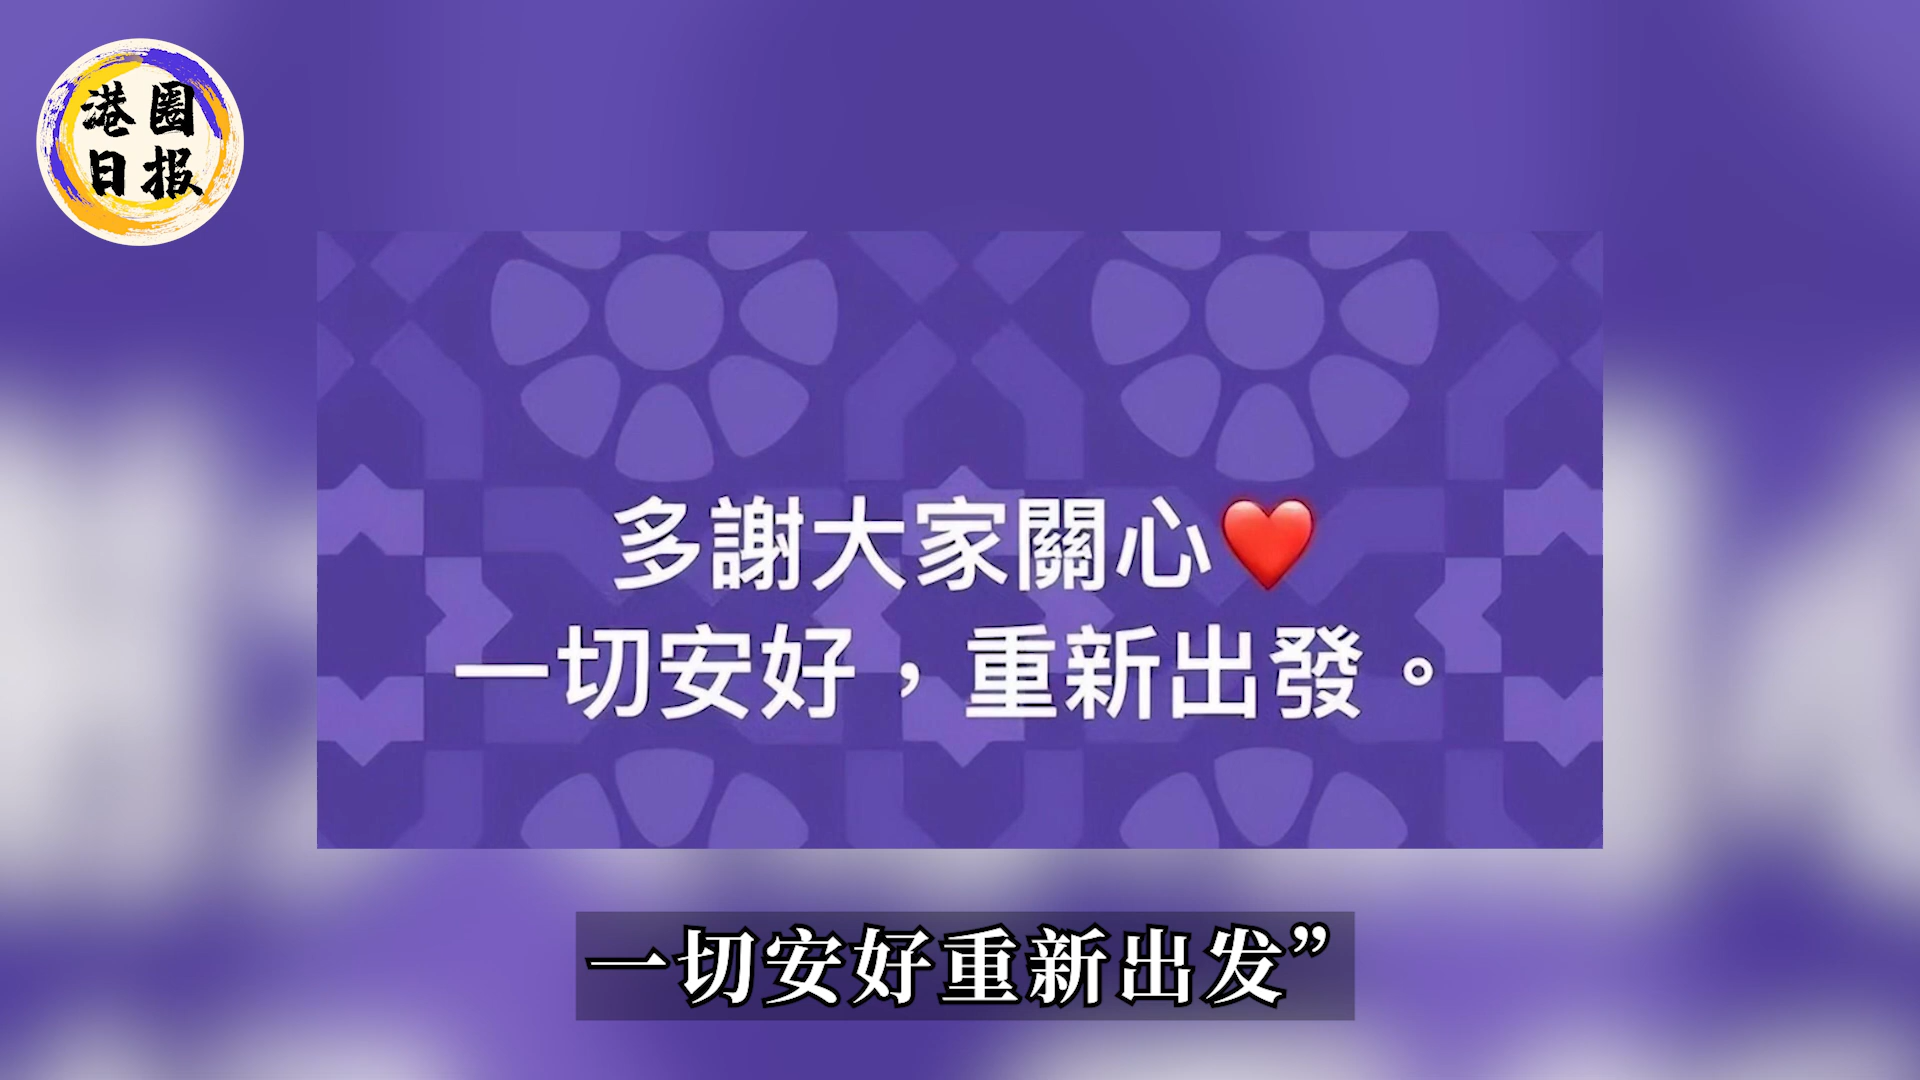 港圈
日报
多謝大家關心❤️
一切安好，重新出發。
一切安好重新出发”